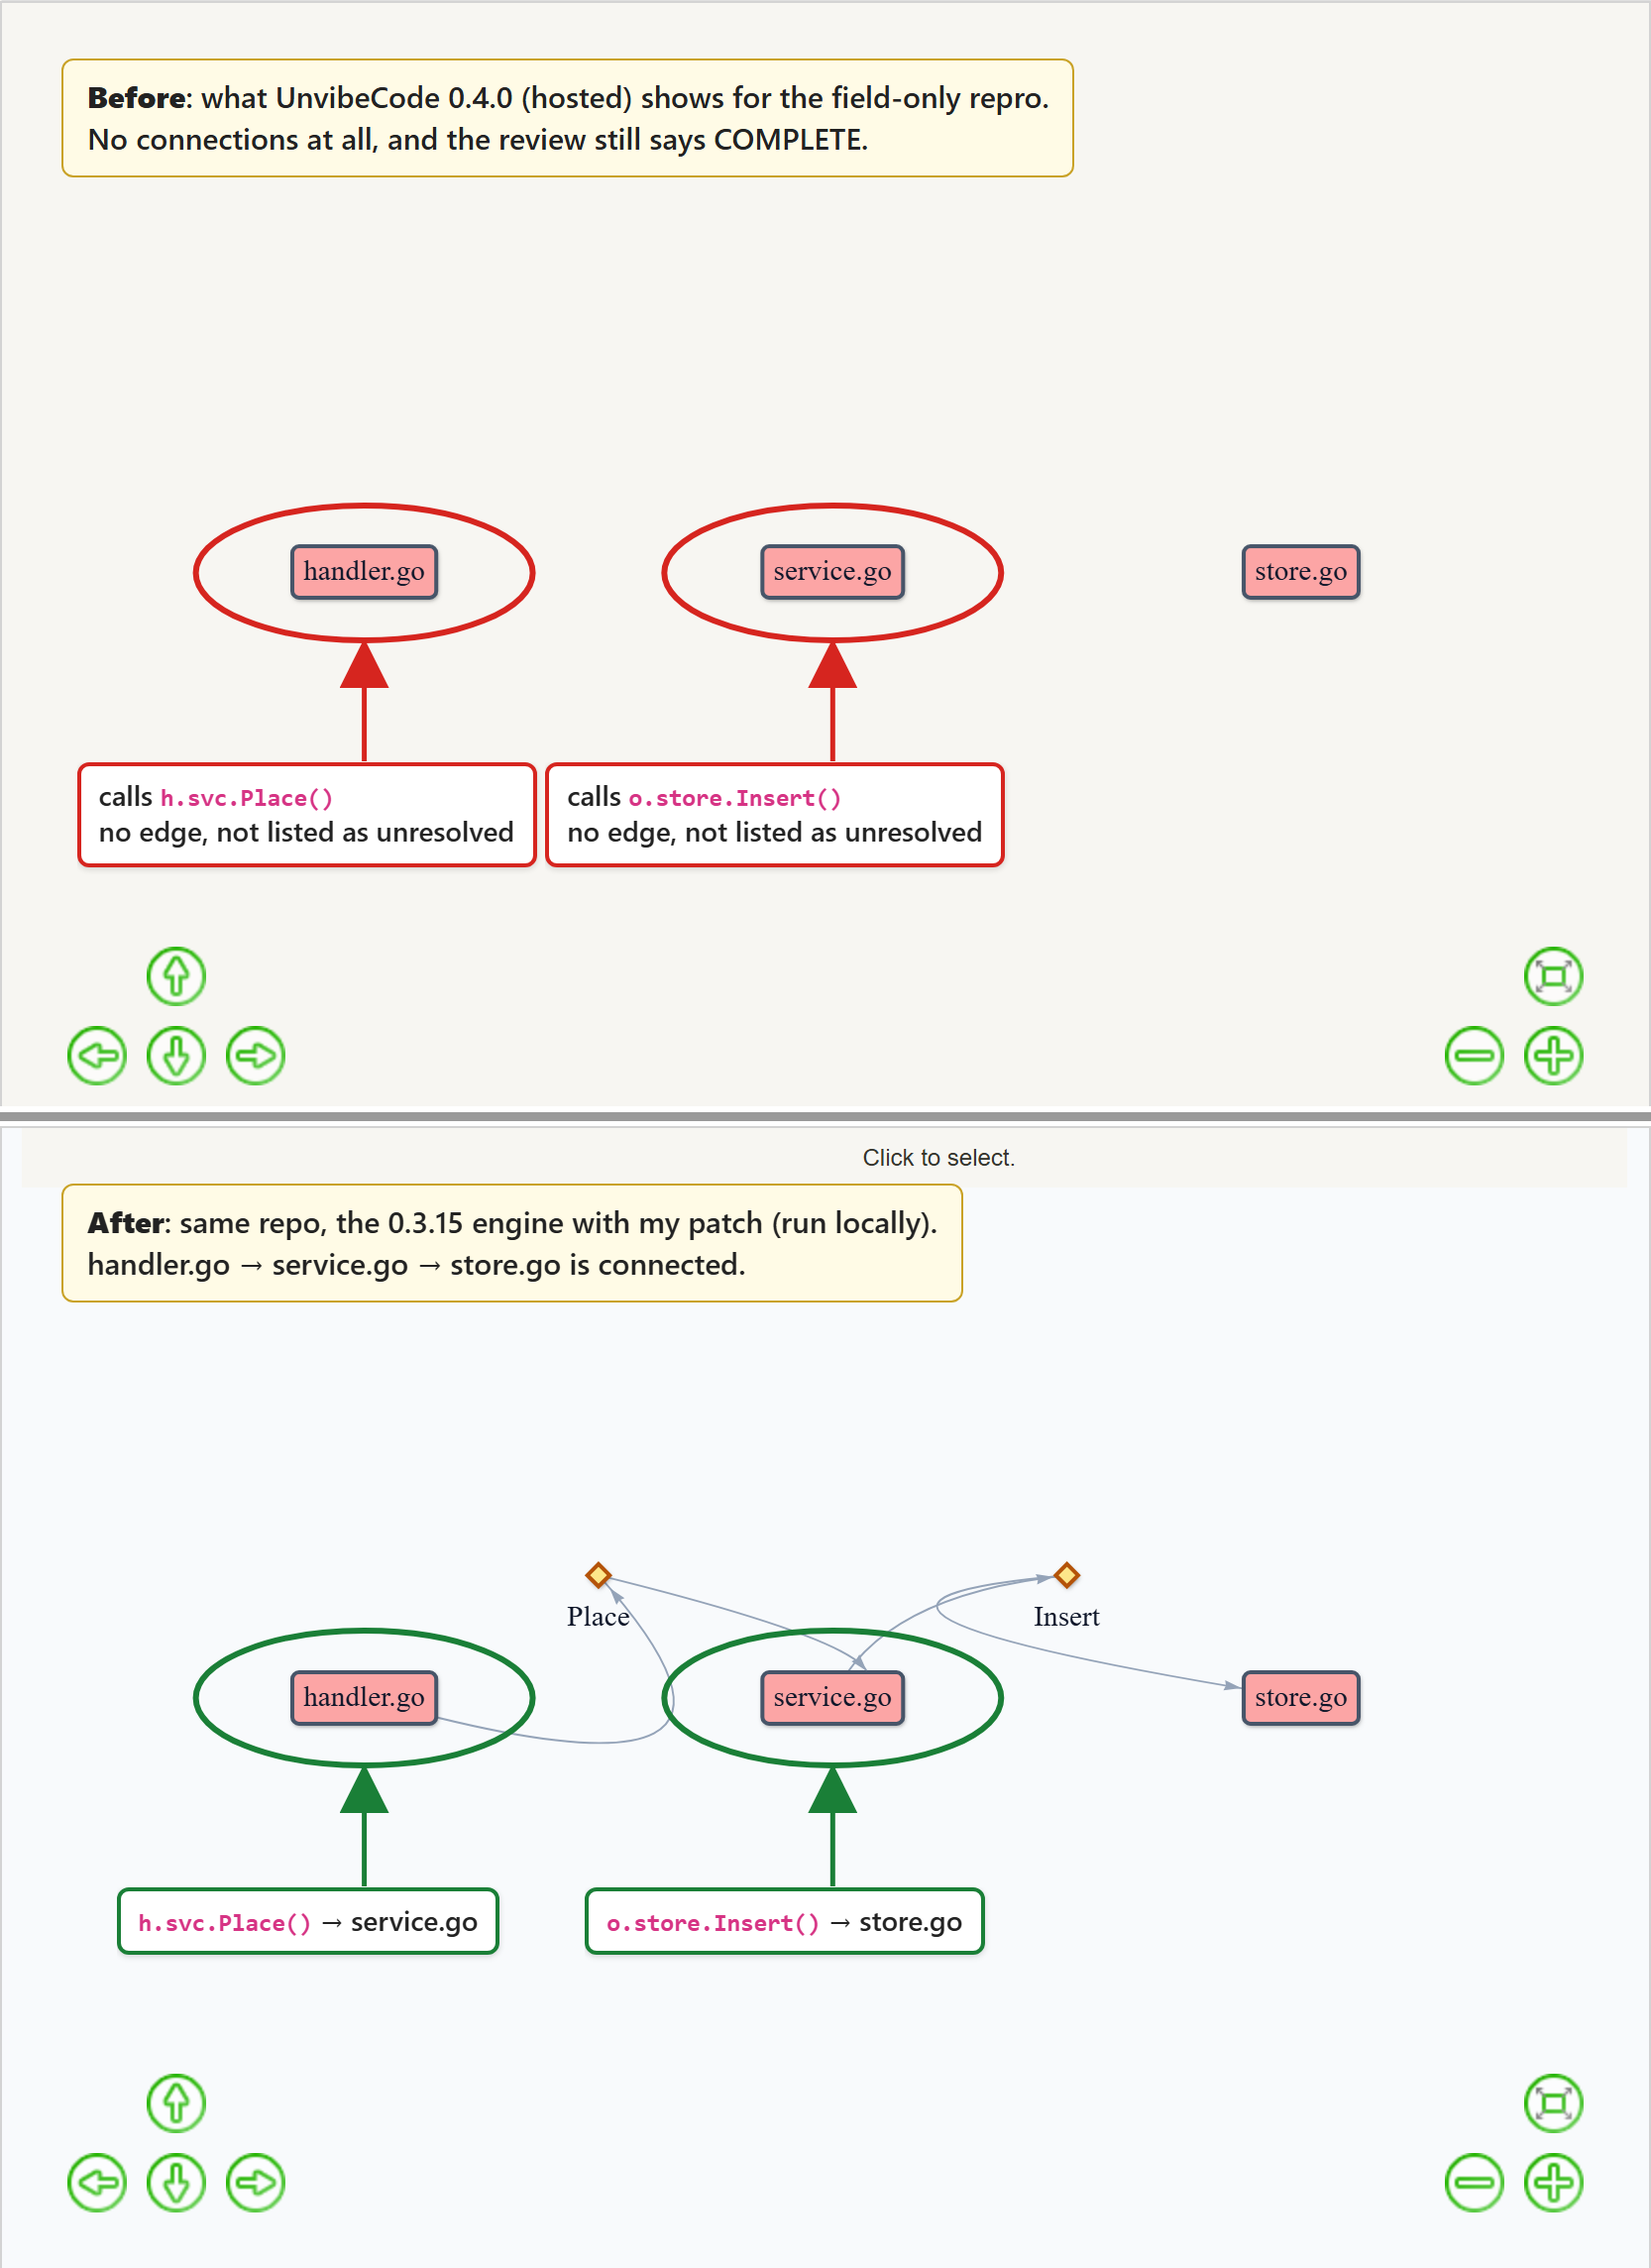 Before: what UnvibeCode 0.4.0 (hosted) shows for the field-only repro.
No connections at all, and the review still says COMPLETE.
handler.go
service.go
store.go
calls h.svc.Place()
no edge, not listed as unresolved
calls o.store.Insert()
no edge, not listed as unresolved
Click to select.
After: same repo, the 0.3.15 engine with my patch (run locally).
handler.go → service.go → store.go is connected.
Place
Insert
handler.go
service.go
store.go
h.svc.Place() → service.go
o.store.Insert() → store.go